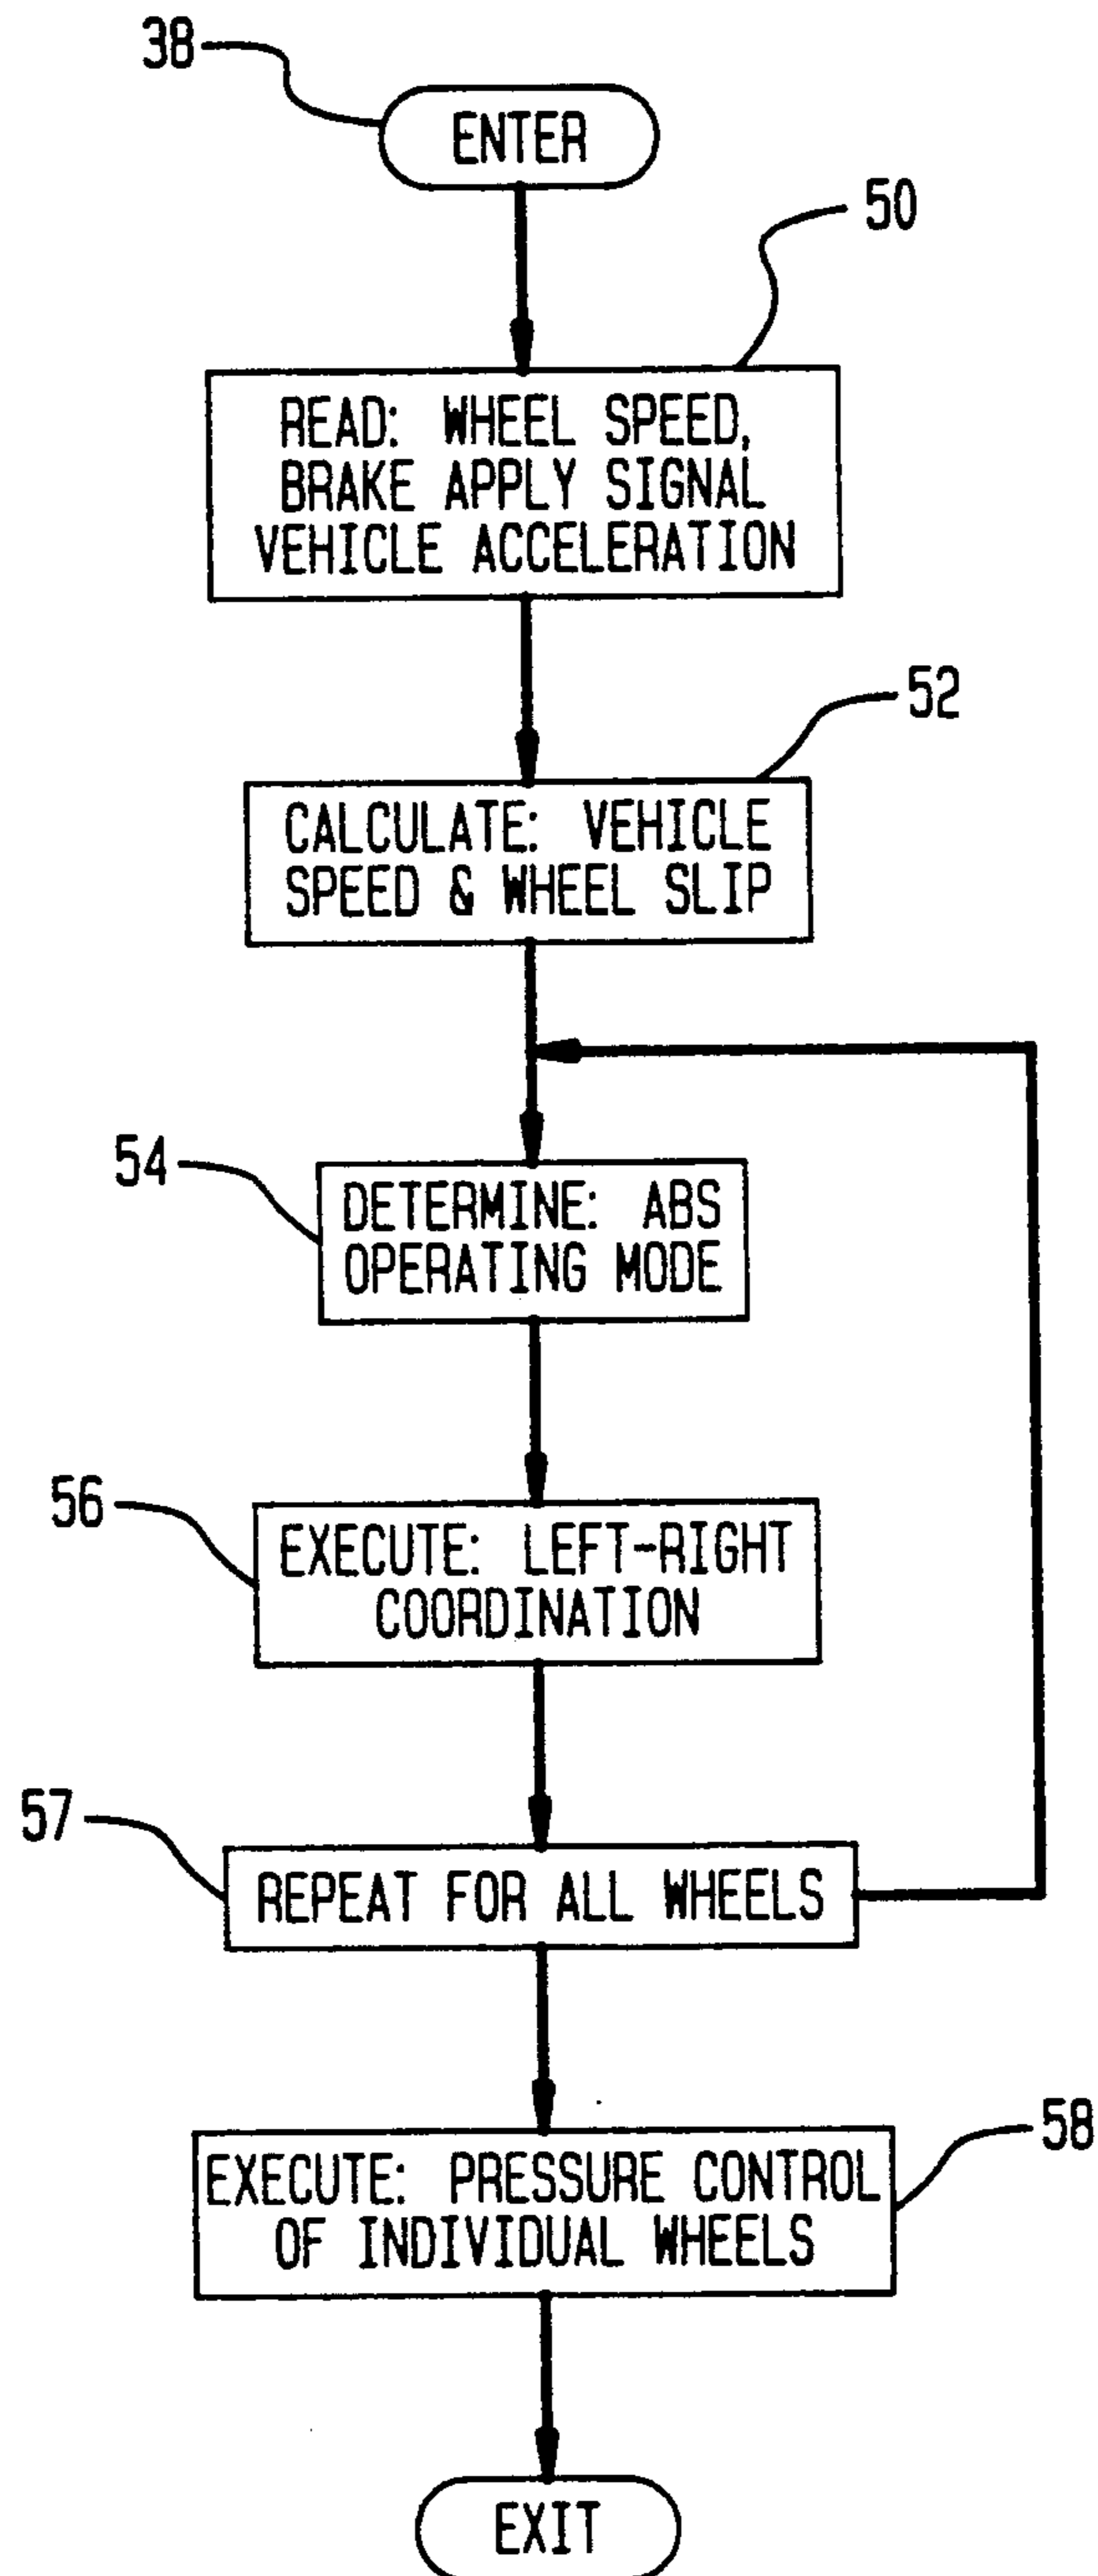 38
ENTER
50
READ: WHEEL SPEED,
BRAKE APPLY SIGNAL
VEHICLE ACCELERATION
52
CALCULATE: VEHICLE
SPEED & WHEEL SLIP
54
DETERMINE: ABS
OPERATING MODE
56
EXECUTE: LEFT-RIGHT
COORDINATION
57
REPEAT FOR ALL WHEELS
58
EXECUTE: PRESSURE CONTROL
OF INDIVIDUAL WHEELS
EXIT